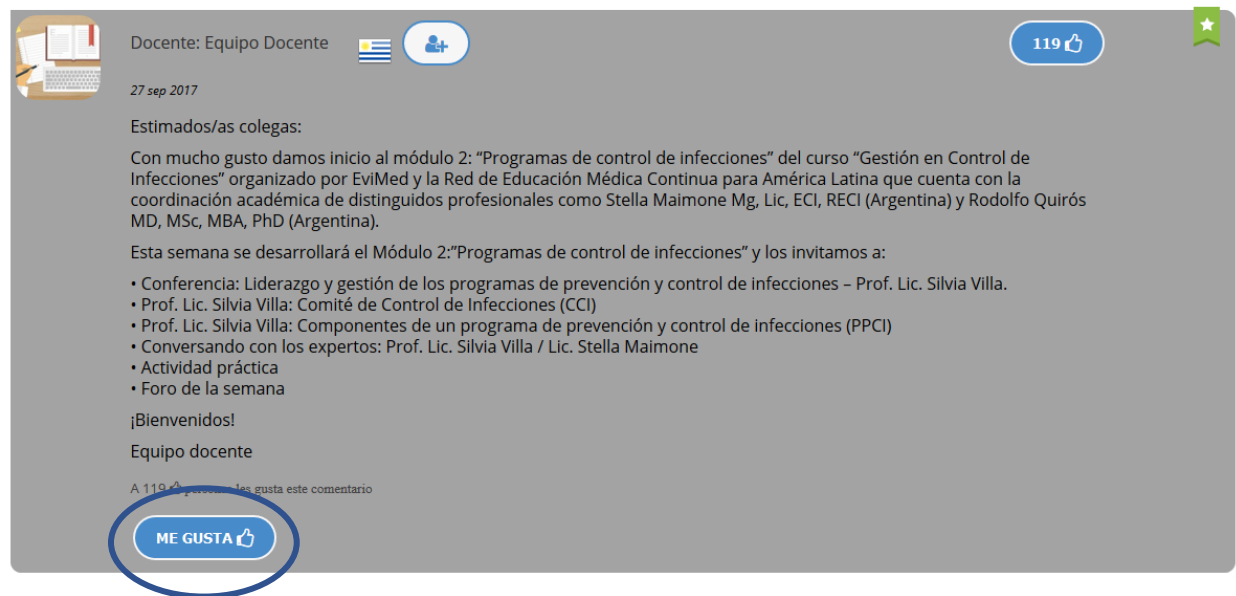 Docente: Equipo Docente
119
27 sep 2017
Estimados/as colegas:
Con mucho gusto damos inicio al módulo 2: “Programas de control de infecciones” del curso “Gestión en Control de
Infecciones” organizado por EviMed y la Red de Educación Médica Continua para América Latina que cuenta con la
coordinación académica de distinguidos profesionales como Stella Maimone Mg, Lic, ECI, RECI (Argentina) y Rodolfo Quirós
MD, MSc, MBA, PhD (Argentina).
Esta semana se desarrollará el Módulo 2:”Programas de control de infecciones” y los invitamos a:
• Conferencia: Liderazgo y gestión de los programas de prevención y control de infecciones – Prof. Lic. Silvia Villa.
• Prof. Lic. Silvia Villa: Comité de Control de Infecciones (CCI)
• Prof. Lic. Silvia Villa: Componentes de un programa de prevención y control de infecciones (PPCI)
• Conversando con los expertos: Prof. Lic. Silvia Villa / Lic. Stella Maimone
• Actividad práctica
• Foro de la semana
¡Bienvenidos!
Equipo docente
A 119 personas les gusta este comentario
ME GUSTA